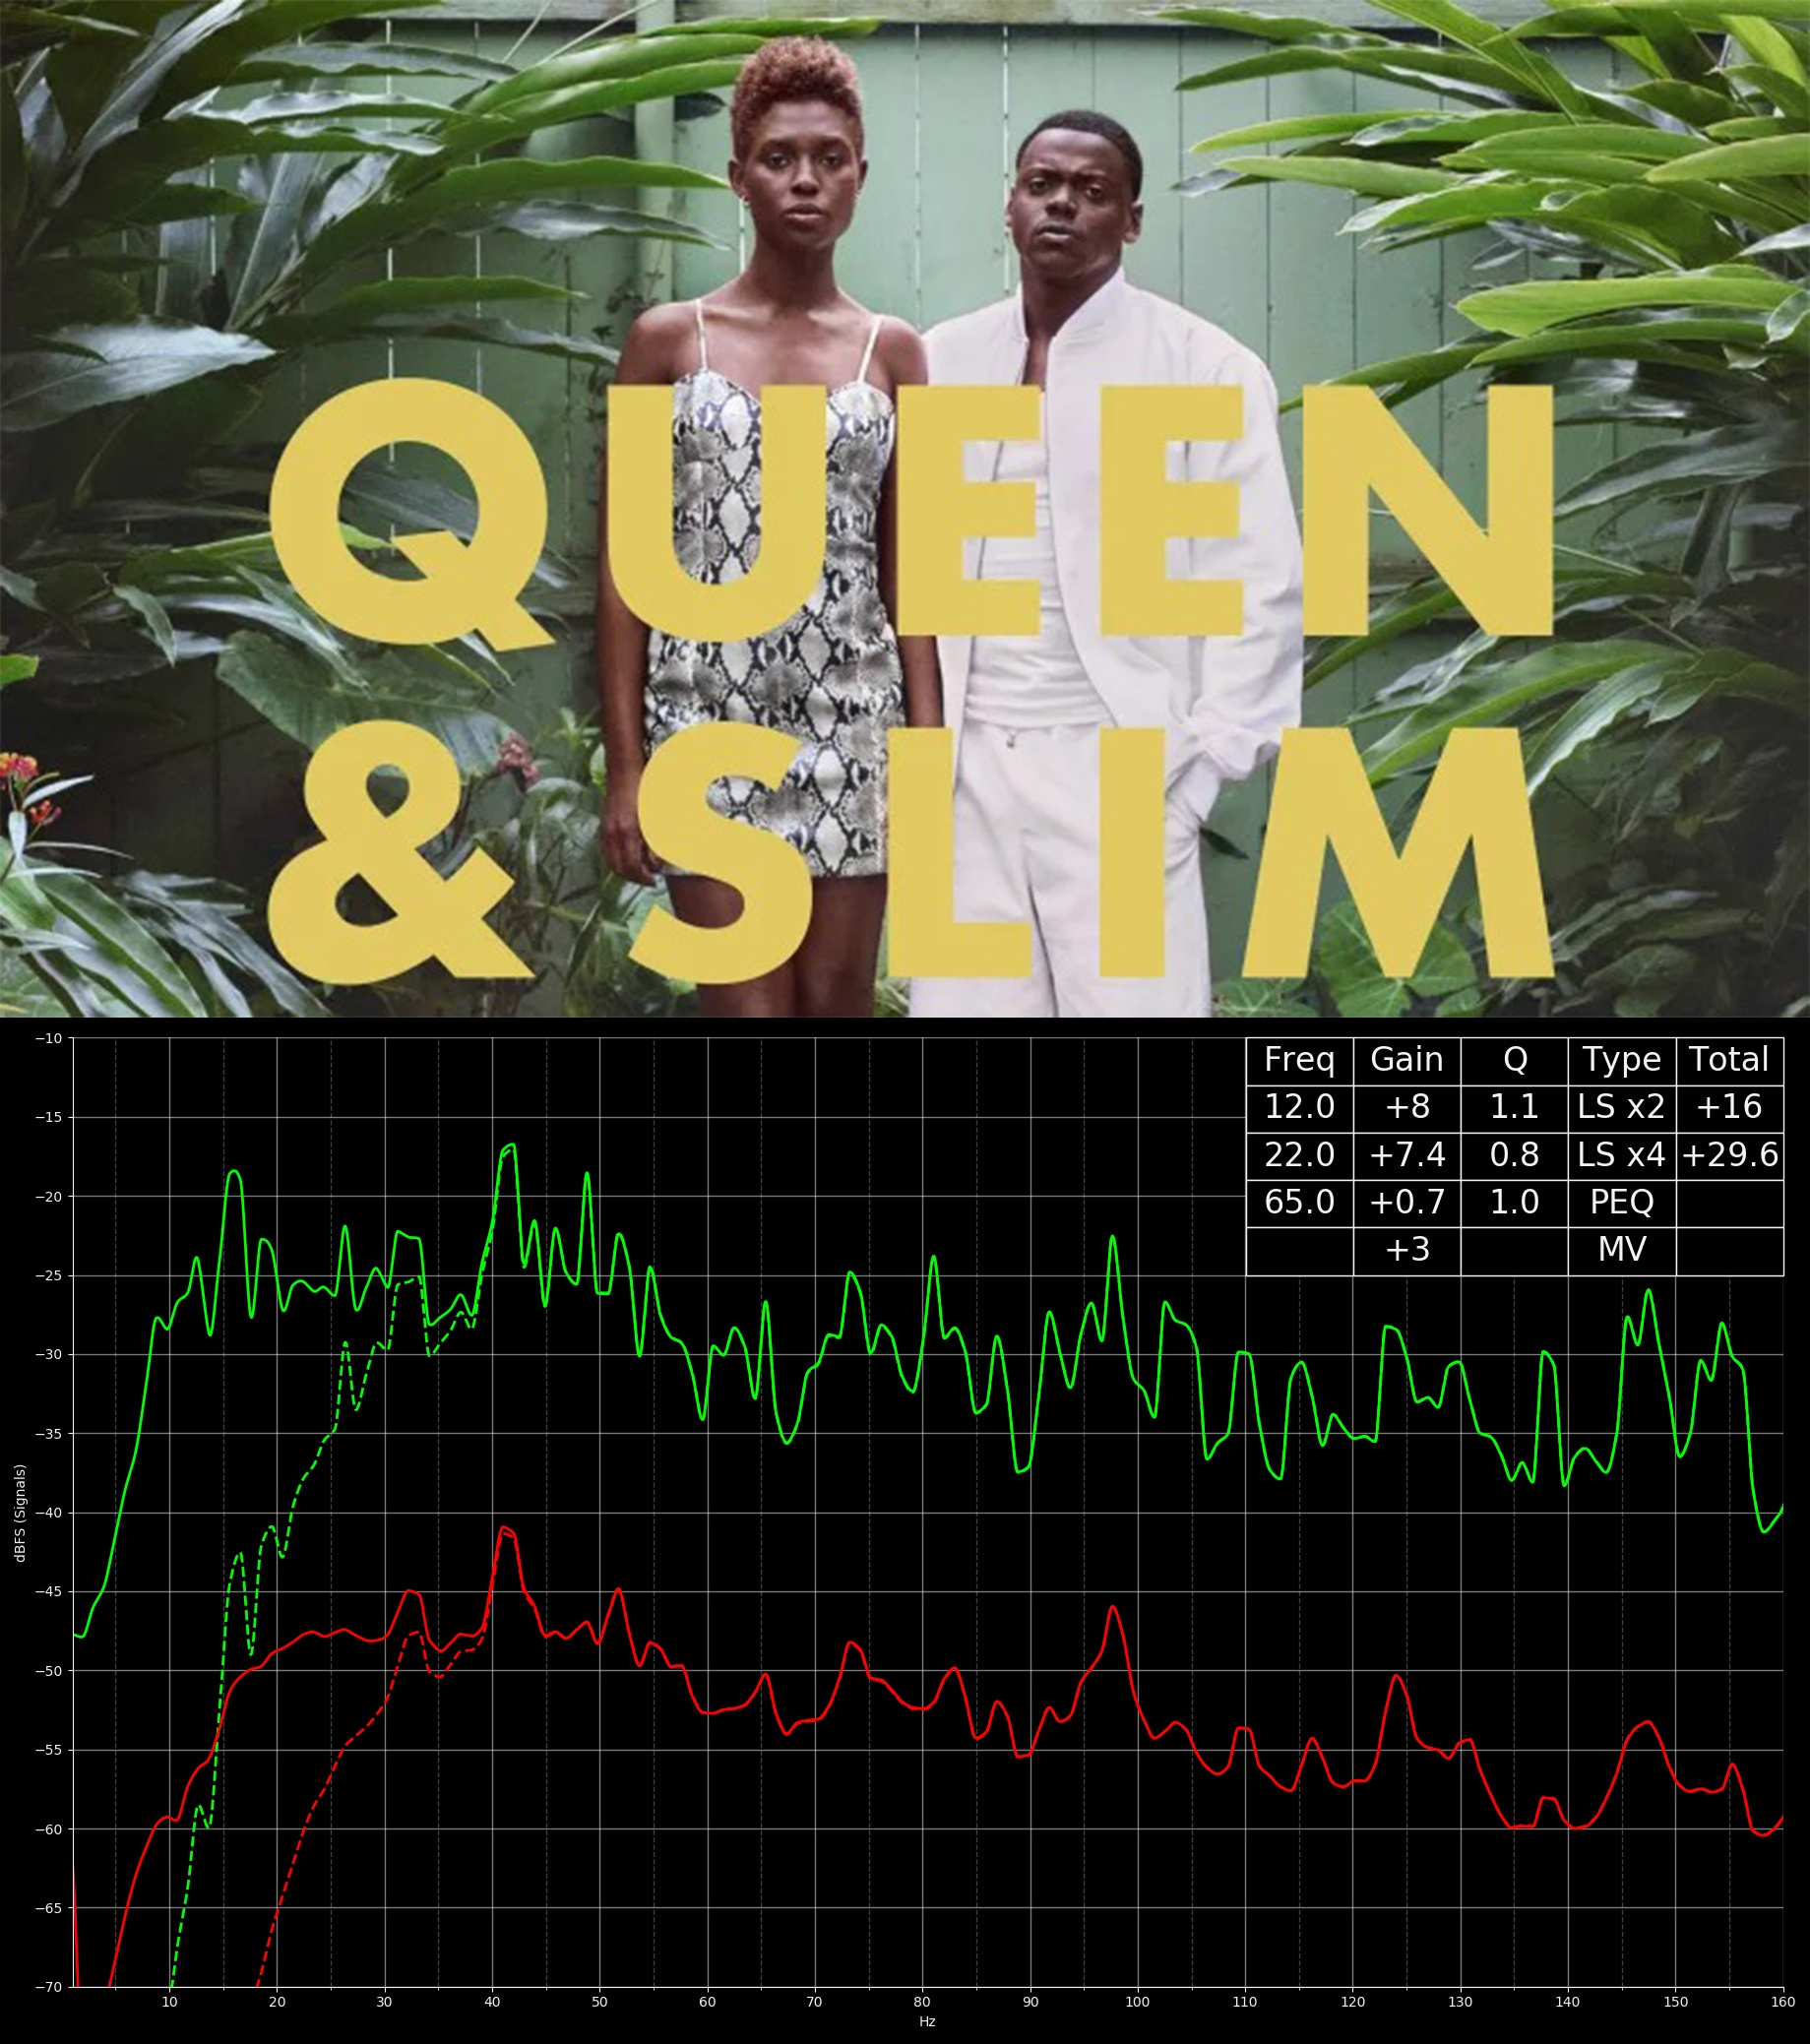 QUEEN
& SLIM
Freq Gain Q Type Total
12.0 +8 1.1 LS x2 +16
22.0 +7.4 0.8 LS x4 +29.6
65.0 +0.7 1.0 PEQ
+3 MV
−10
−15
−20
−25
−30
−35
−40
−45
−50
−55
−60
−65
−70
dBFS (Signals)
10 20 30 40 50 60 70 80 90 100 110 120 130 140 150 160
Hz